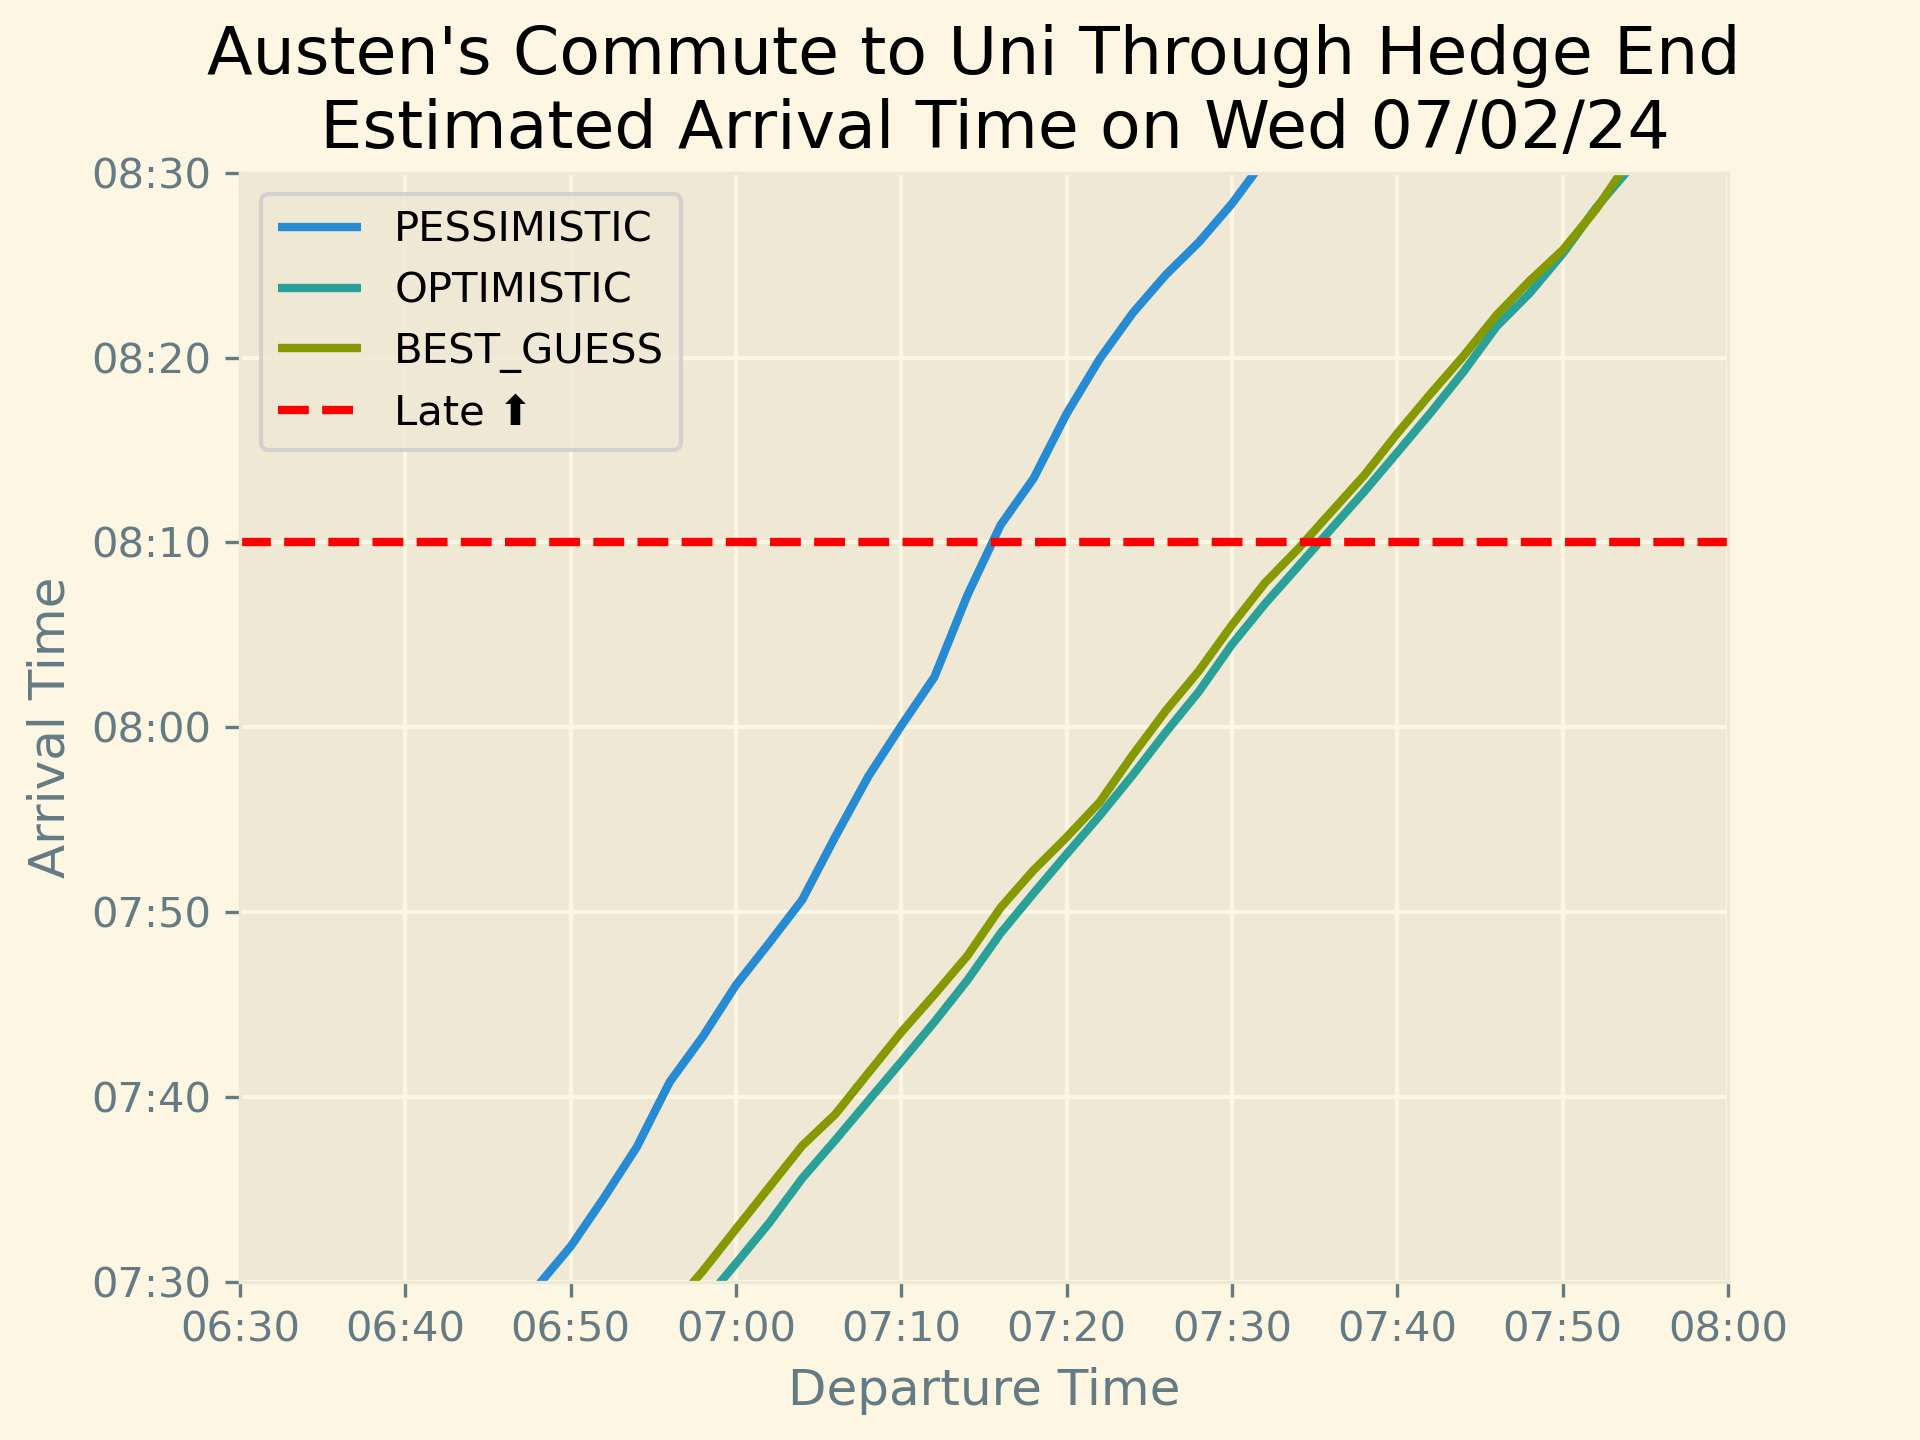 Austen's Commute to Uni Through Hedge End
Estimated Arrival Time on Wed 07/02/24
08:30
08:20
08:10
08:00
07:50
07:40
07:30
Arrival Time
PESSIMISTIC
OPTIMISTIC
BEST_GUESS
Late ⬆
06:30 06:40 06:50 07:00 07:10 07:20 07:30 07:40 07:50 08:00
Departure Time